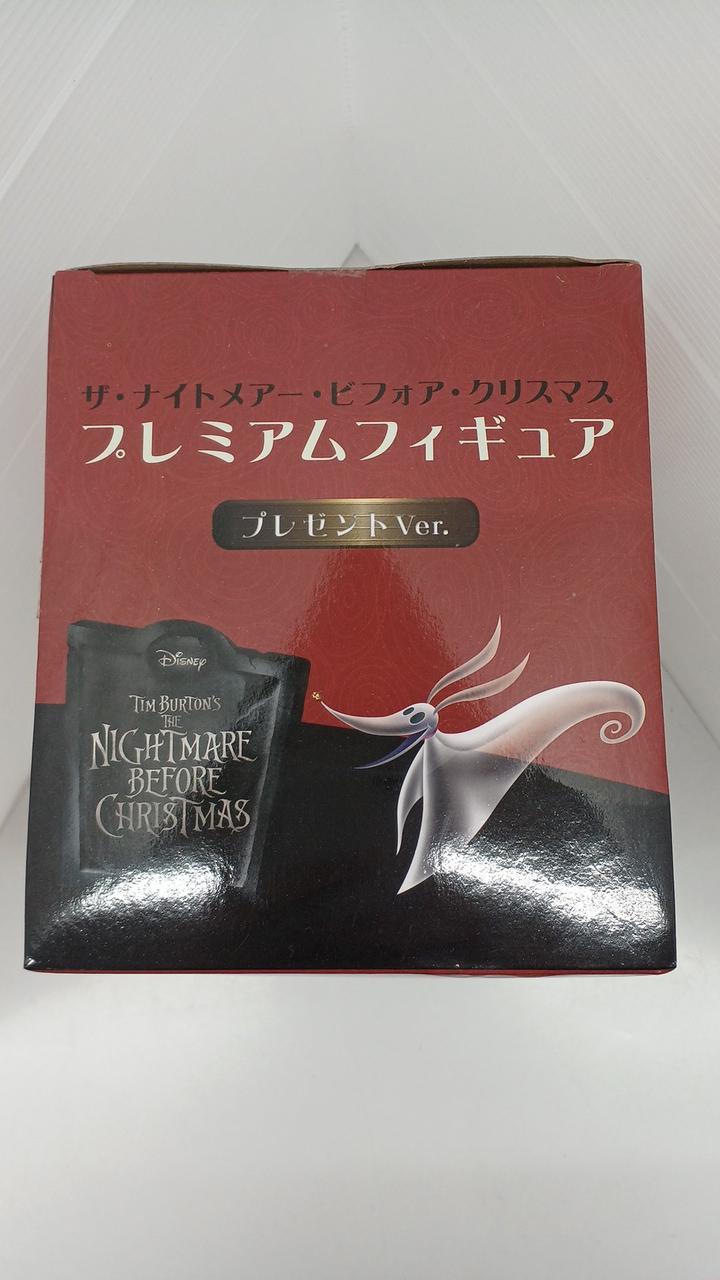 ザ・ナイトメアー・ビフォア・クリスマス
プレミアムフィギュア
プレゼントVer.
DISNEY
TIM BURTON'S
THE
NIGHTMARE
BEFORE
CHRISTMAS